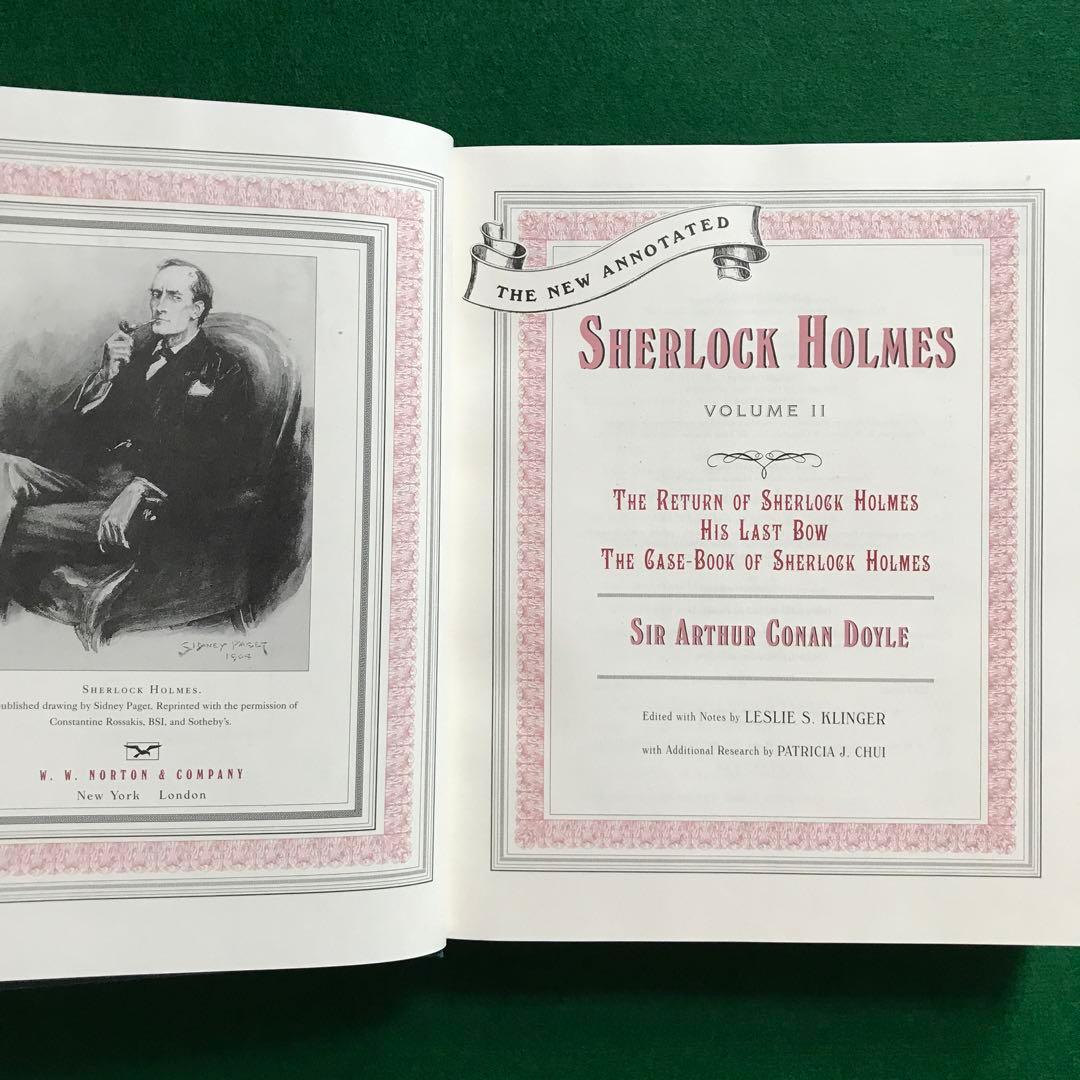 SIDNEY PAGET
1904
SHERLOCK HOLMES.
published drawing by Sidney Paget. Reprinted with the permission of
Constantine Rossakis, BSI, and Sotheby's.
W. W. NORTON & COMPANY
New York London
THE NEW ANNOTATED
SHERLOCK HOLMES
VOLUME II
THE RETURN OF SHERLOCK HOLMES
HIS LAST BOW
THE CASE-BOOK OF SHERLOCK HOLMES
SIR ARTHUR CONAN DOYLE
Edited with Notes by LESLIE S. KLINGER
with Additional Research by PATRICIA J. CHUI